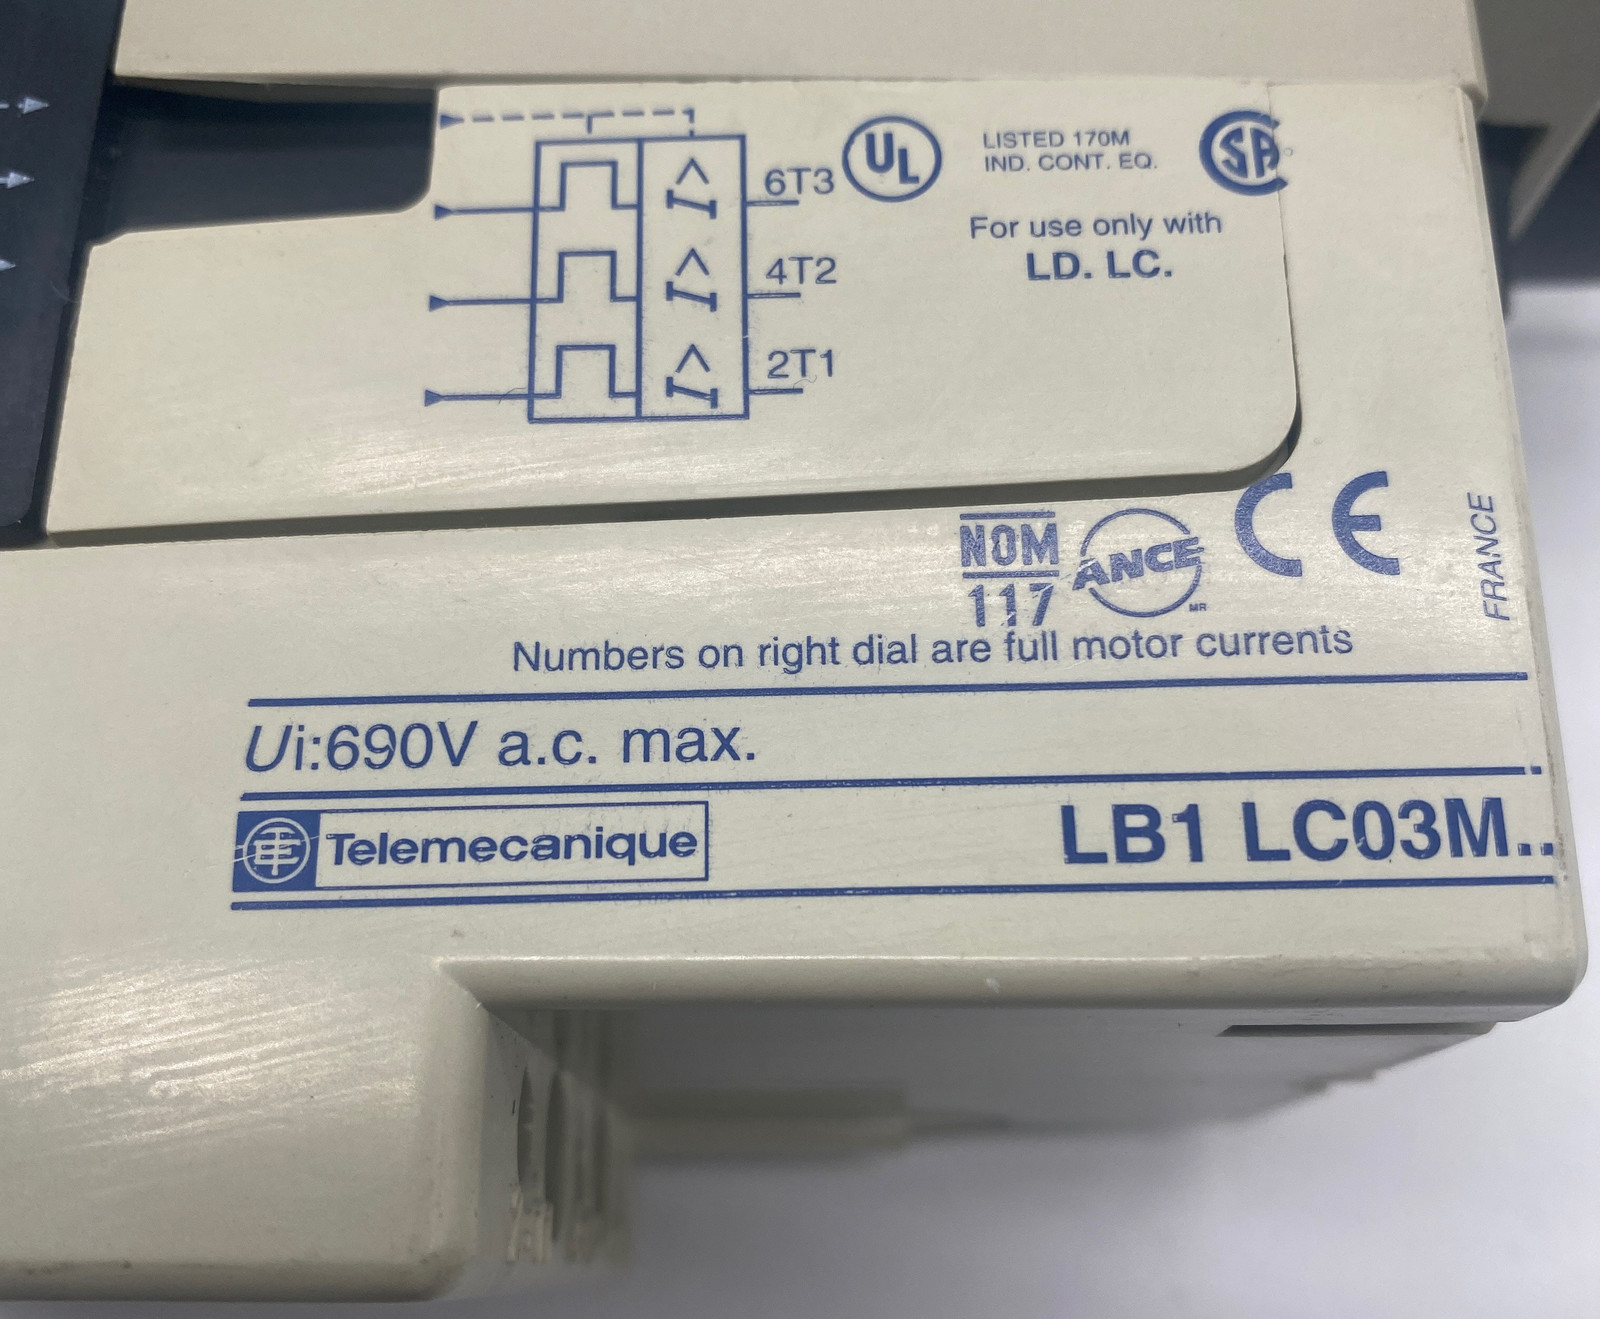 6T3
4T2
2T1
UL
LISTED 170M
IND. CONT. EQ.
SA
For use only with
LD. LC.
NOM
117
ANCE
MR
CE
FRANCE
Numbers on right dial are full motor currents
Ui:690V a.c. max.
TE Telemecanique
LB1 LC03M..